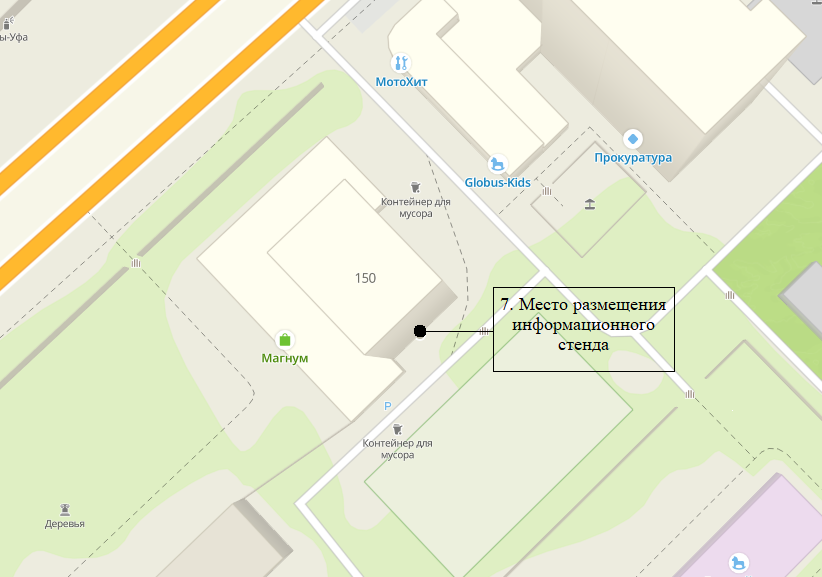 ы-Уфа
МотоХит
Прокуратура
Globus-Kids
Контейнер для
мусора
150
7. Место размещения
информационного
стенда
Магнум
P
Контейнер для
мусора
Деревья